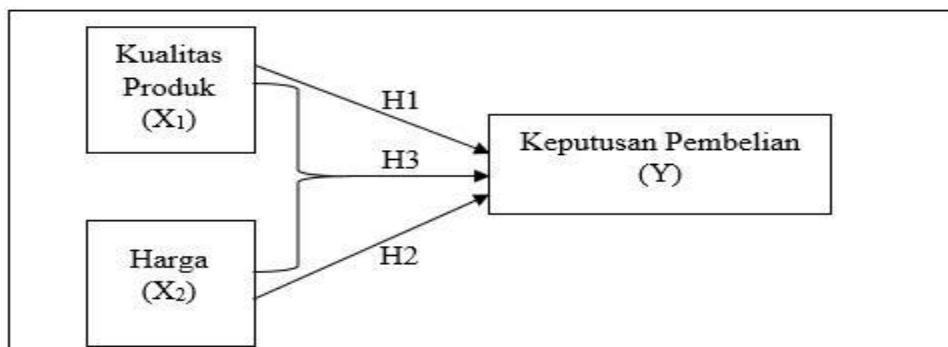 Kualitas
Produk
(X₁)
H1
Keputusan Pembelian
(Y)
H3
Harga
(X₂)
H2